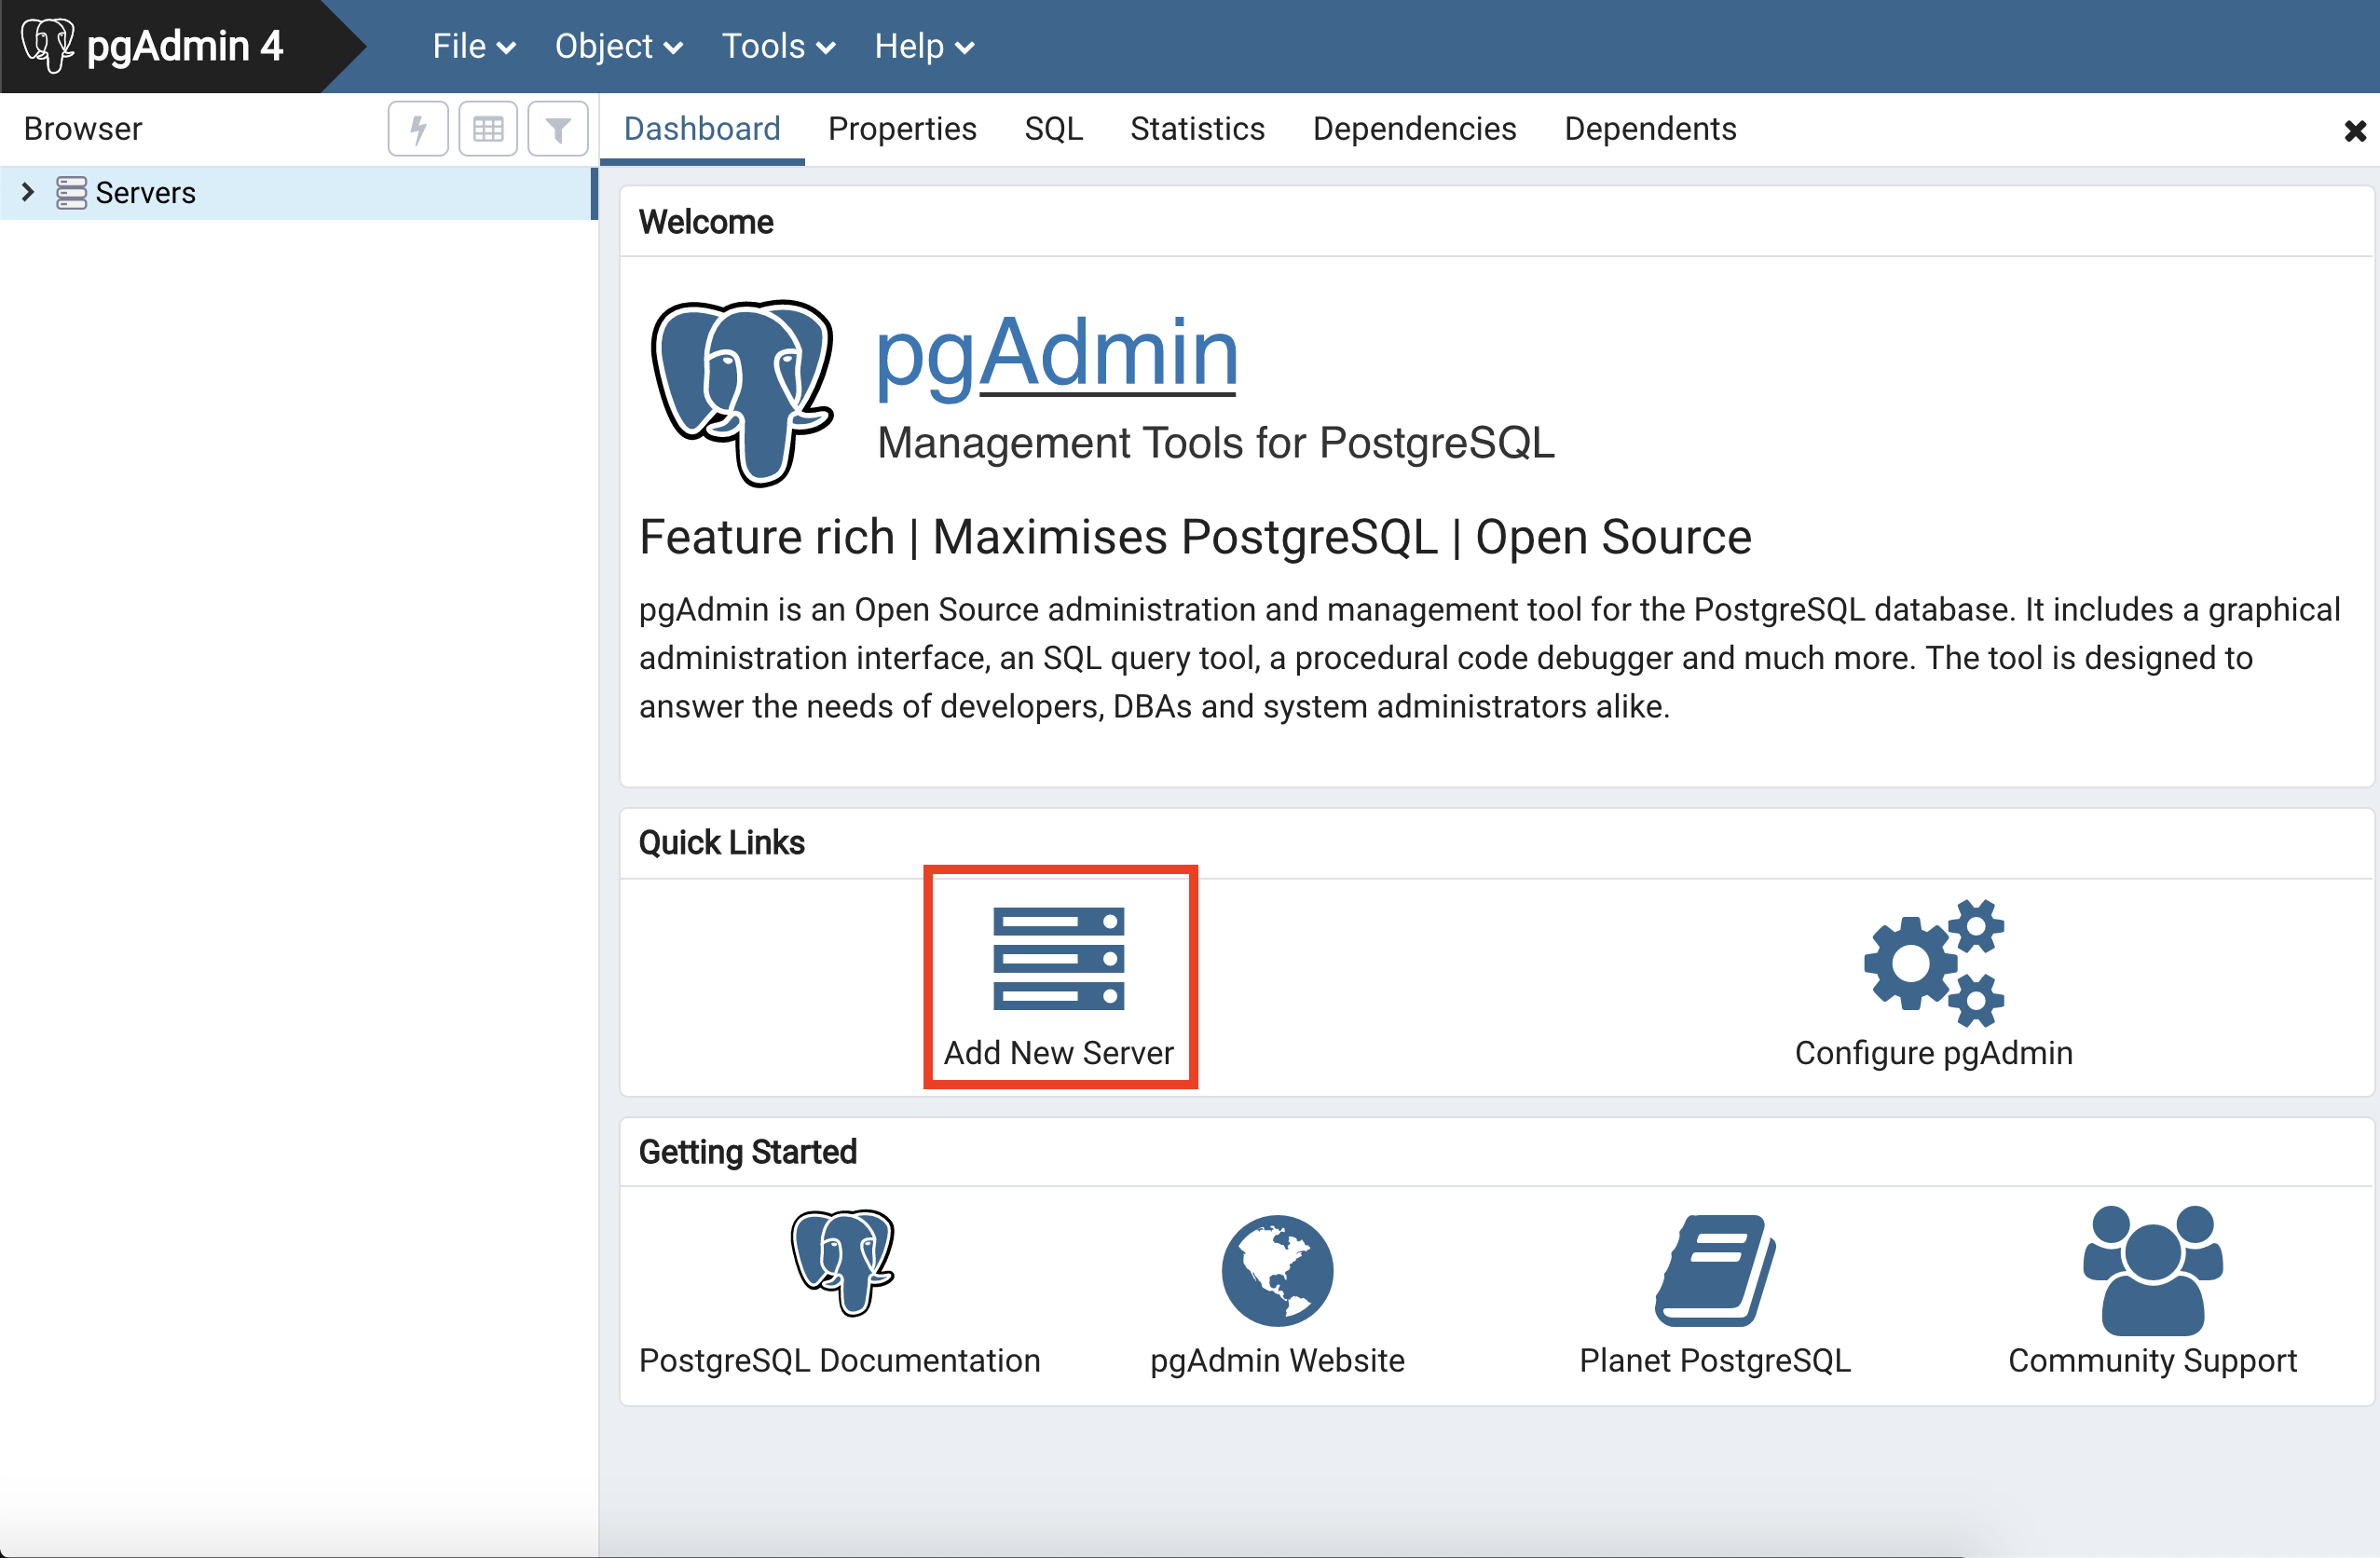 pgAdmin 4
File Object Tools Help
Browser
Dashboard Properties SQL Statistics Dependencies Dependents
Servers
Welcome
pgAdmin
Management Tools for PostgreSQL
Feature rich | Maximises PostgreSQL | Open Source
pgAdmin is an Open Source administration and management tool for the PostgreSQL database. It includes a graphical
administration interface, an SQL query tool, a procedural code debugger and much more. The tool is designed to
answer the needs of developers, DBAs and system administrators alike.
Quick Links
Add New Server
Configure pgAdmin
Getting Started
PostgreSQL Documentation
pgAdmin Website
Planet PostgreSQL
Community Support